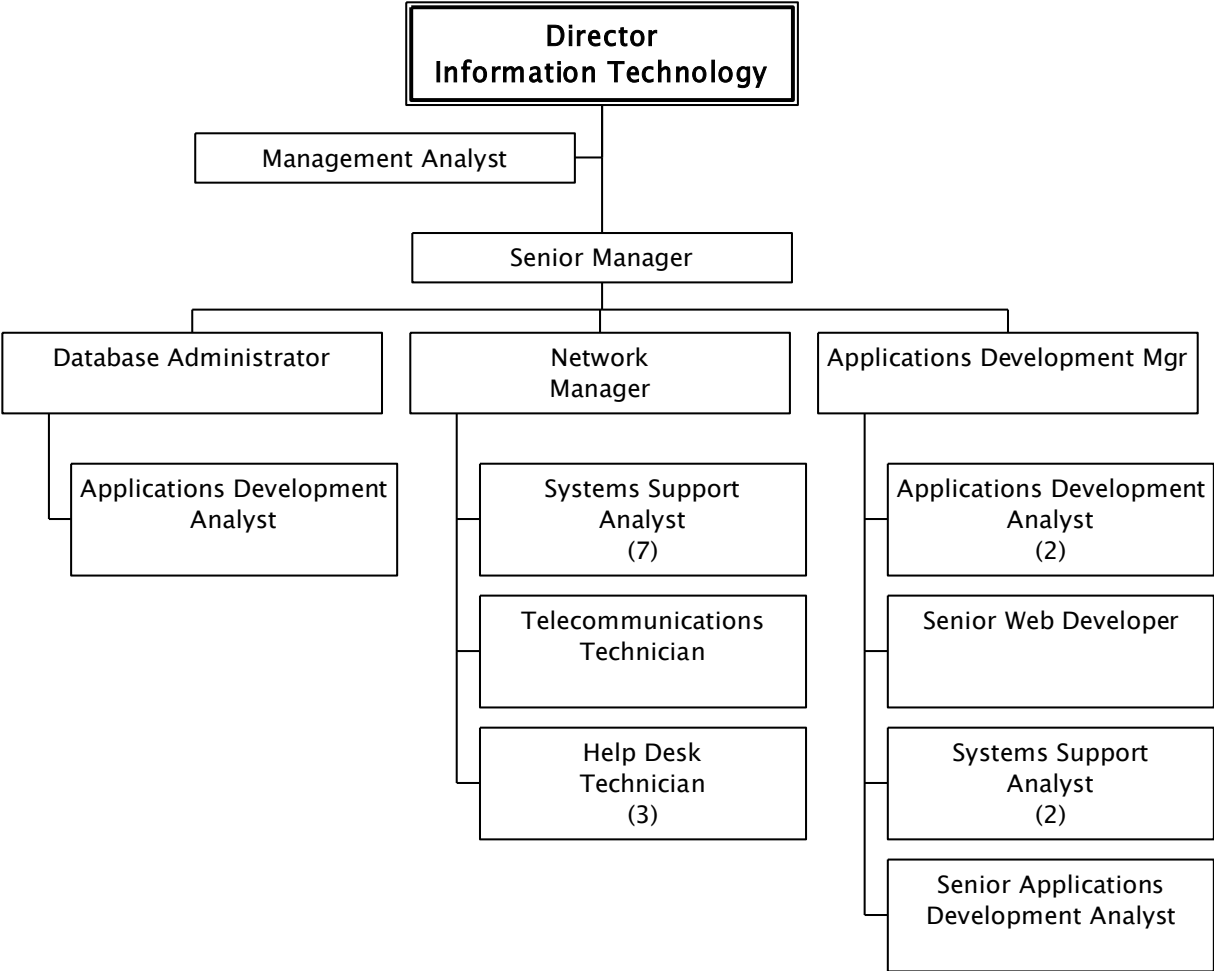 Director
Information Technology
Management Analyst
Senior Manager
Database Administrator
Network
Manager
Applications Development Mgr
Applications Development
Analyst
Systems Support
Analyst
(7)
Applications Development
Analyst
(2)
Telecommunications
Technician
Senior Web Developer
Help Desk
Technician
(3)
Systems Support
Analyst
(2)
Senior Applications
Development Analyst